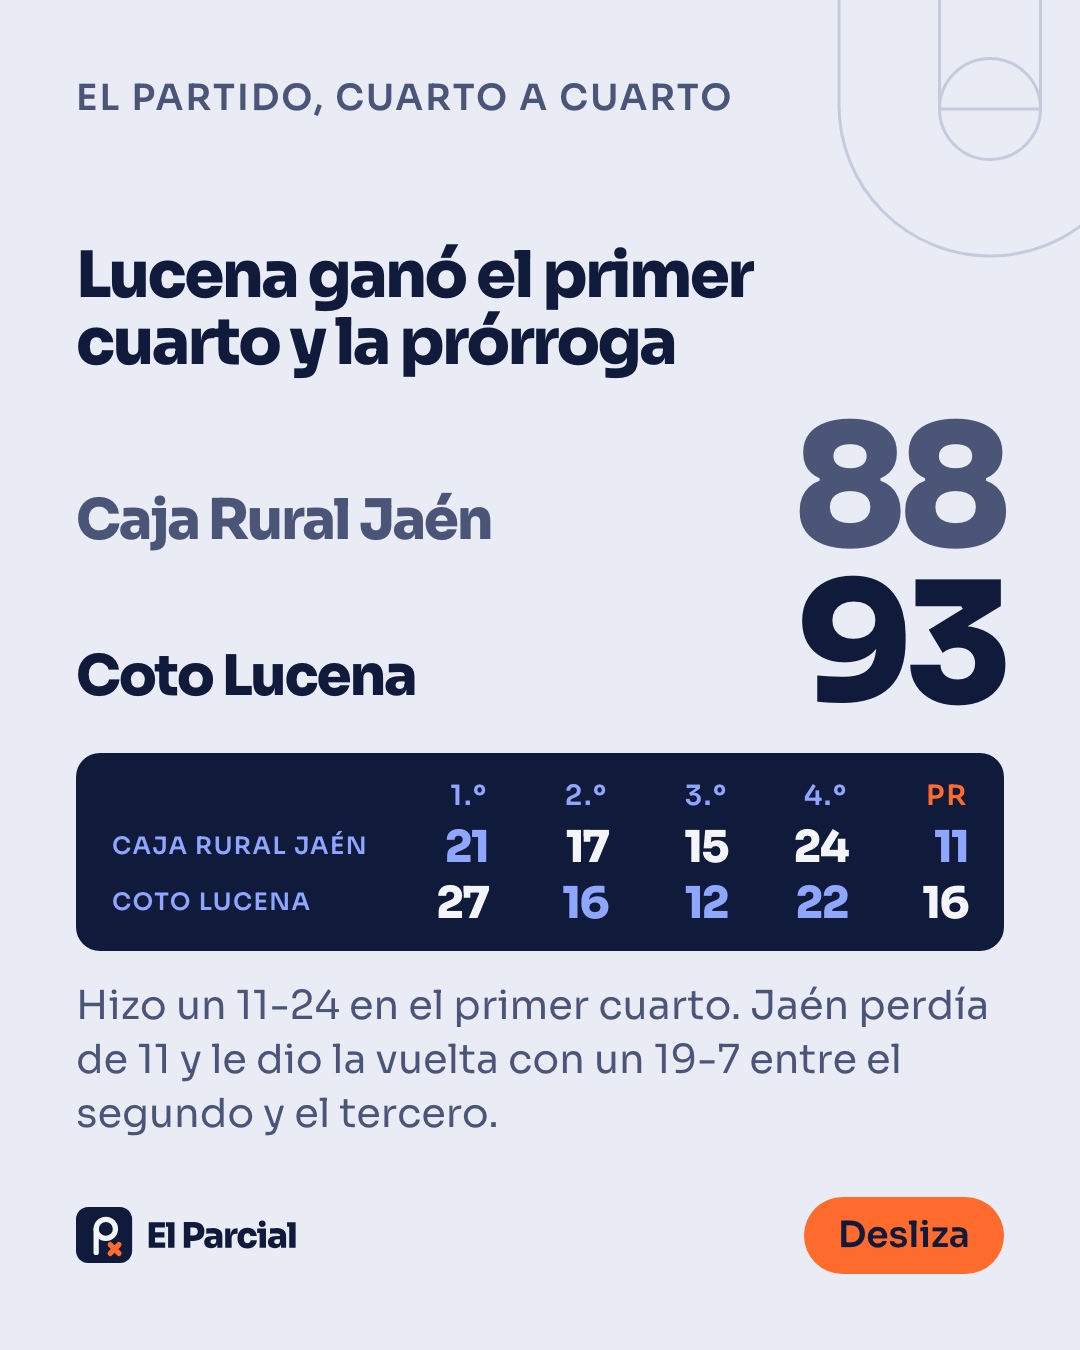 EL PARTIDO, CUARTO A CUARTO
Lucena ganó el primer
cuarto y la prórroga
Caja Rural Jaén 88
Coto Lucena 93
1.º 2.º 3.º 4.º PR
CAJA RURAL JAÉN 21 17 15 24 11
COTO LUCENA 27 16 12 22 16
Hizo un 11-24 en el primer cuarto. Jaén perdía
de 11 y le dio la vuelta con un 19-7 entre el
segundo y el tercero.
El Parcial
Desliza